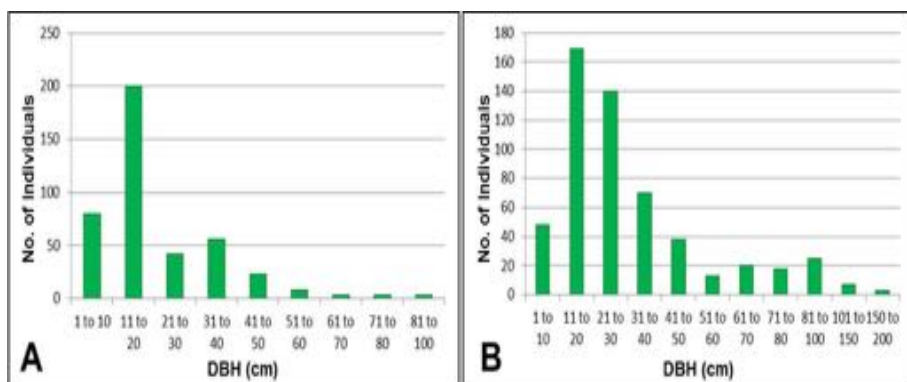 250
200
150
100
50
0
No. of Individuals
1 to 10 11 to 21 to 31 to 41 to 51 to 61 to 71 to 81 to
20 30 40 50 60 70 80 100
DBH (cm)
A
180
160
140
120
100
80
60
40
20
0
No. of Individuals
1 to 11 to 21 to 31 to 41 to 51 to 61 to 71 to 81 to 101 to 150 to
10 20 30 40 50 60 70 80 100 150 200
DBH (cm)
B